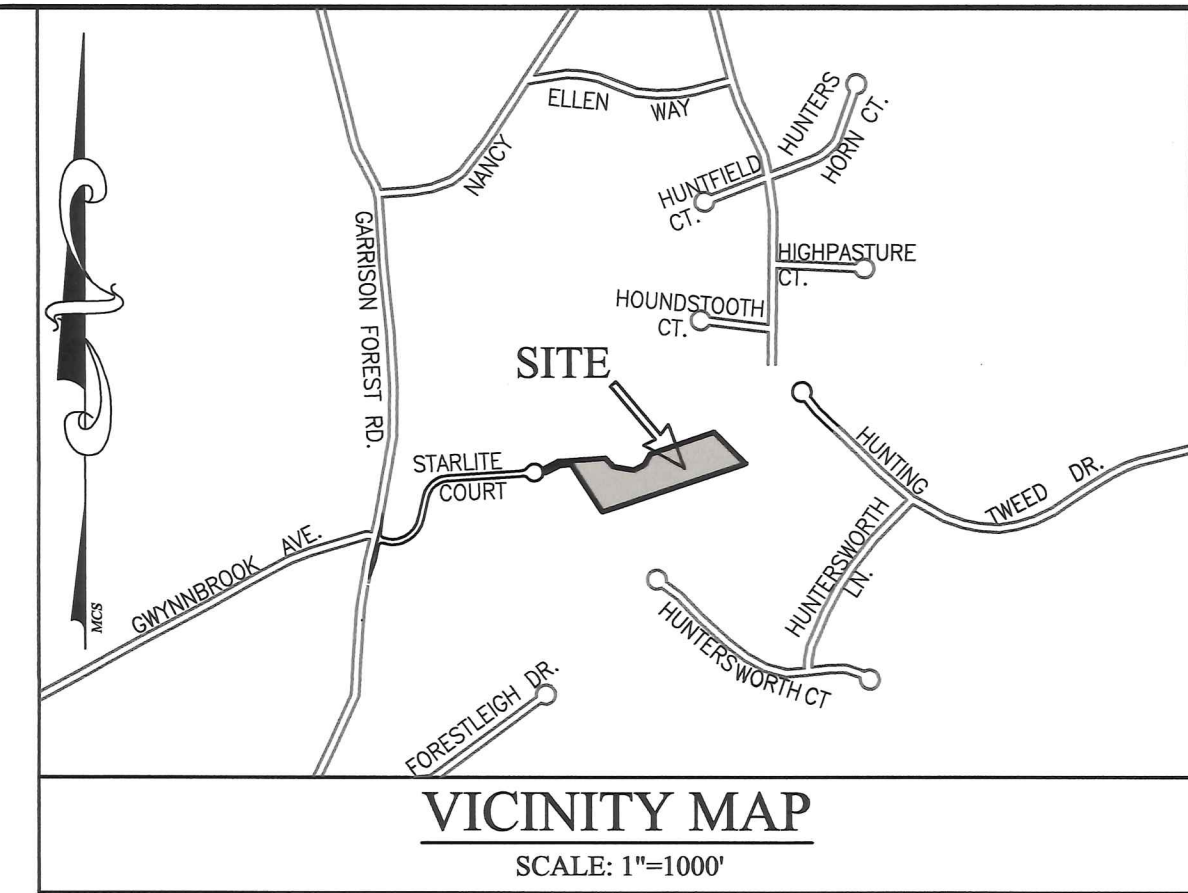 ELLEN WAY
NANCY
HUNTERS
HORN CT.
HUNTFIELD
CT.
GARRISON FOREST RD.
HIGHPASTURE
CT.
HOUNDSTOOTH
CT.
SITE
STARLITE
COURT
HUNTING
TWEED DR.
GWYNNBROOK AVE.
HUNTERSWORTH
LN.
HUNTERSWORTH CT
FORESTLEIGH DR.
MCS
VICINITY MAP
SCALE: 1"=1000'